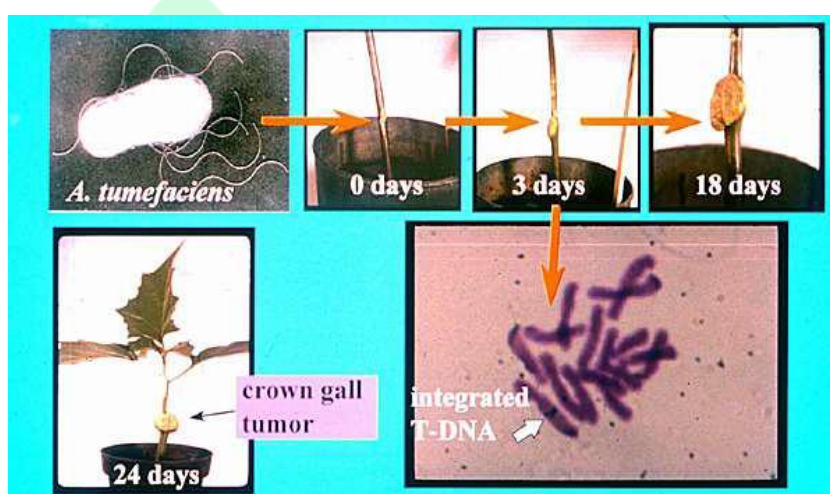 A. tumefaciens
0 days
3 days
18 days
24 days
crown gall
tumor
integrated
T-DNA